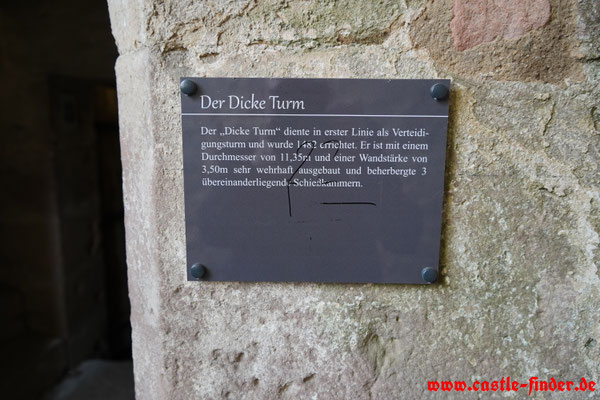 Der Dicke Turm
Der „Dicke Turm“ diente in erster Linie als Verteidi-
gungsturm und wurde 1482 errichtet. Er ist mit einem
Durchmesser von 11,35m und einer Wandstärke von
3,50m sehr wehrhaft ausgebaut und beherbergte 3
übereinanderliegende Schießkammern.
www.castle-finder.de